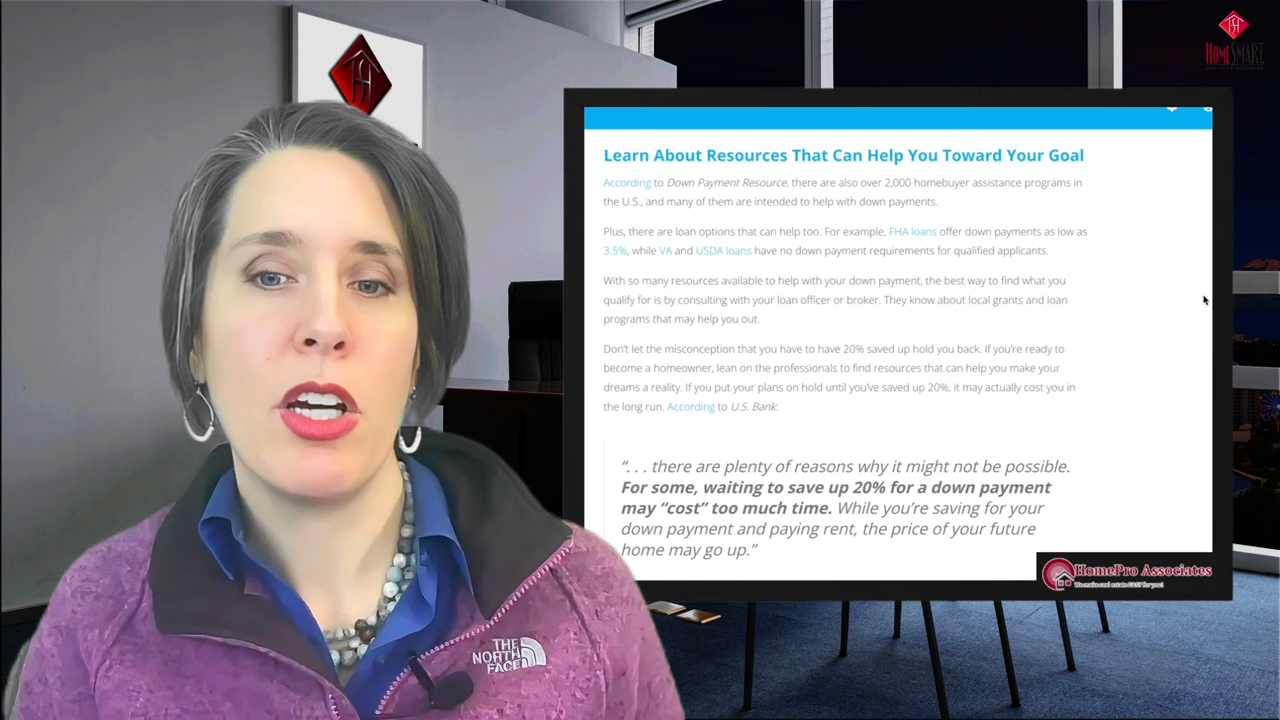 HOMESMART
Learn About Resources That Can Help You Toward Your Goal
According to Down Payment Resource, there are also over 2,000 homebuyer assistance programs in
the U.S., and many of them are intended to help with down payments.
Plus, there are loan options that can help too. For example, FHA loans offer down payments as low as
3.5%, while VA and USDA loans have no down payment requirements for qualified applicants.
With so many resources available to help with your down payment, the best way to find what you
qualify for is by consulting with your loan officer or broker. They know about local grants and loan
programs that may help you out.
Don't let the misconception that you have to have 20% saved up hold you back. If you're ready to
become a homeowner, lean on the professionals to find resources that can help you make your
dreams a reality. If you put your plans on hold until you've saved up 20%, it may actually cost you in
the long run. According to U.S. Bank:
“. . . there are plenty of reasons why it might not be possible.
For some, waiting to save up 20% for a down payment
may “cost” too much time. While you’re saving for your
down payment and paying rent, the price of your future
home may go up.”
HomePro Associates
We make real estate EASY for you!
THE
NORTH
FACE